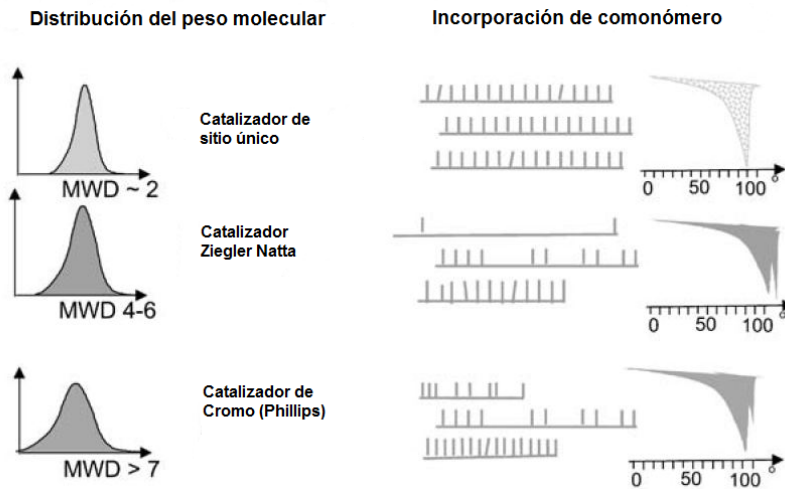 Distribución del peso molecular
Incorporación de comonómero
Catalizador de
sitio único
MWD ~ 2
0 50 100 °
Catalizador
Ziegler Natta
MWD 4-6
0 50 100 °
Catalizador de
Cromo (Phillips)
MWD > 7
0 50 100 °